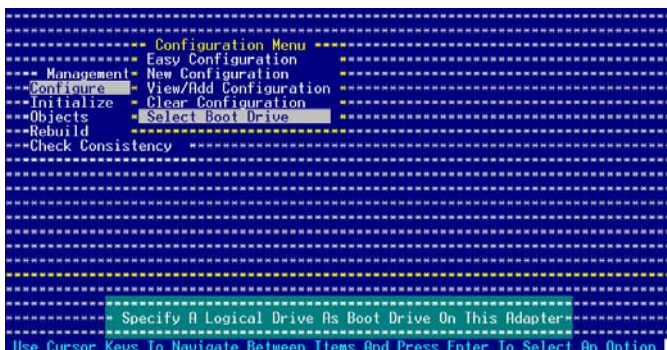 Configuration Menu
Easy Configuration
Management
New Configuration
Configure
View/Add Configuration
Initialize
Clear Configuration
Objects
Select Boot Drive
Rebuild
Check Consistency
Specify A Logical Drive As Boot Drive On This Adapter
Use Cursor Keys To Navigate Between Items And Press Enter To Select An Option